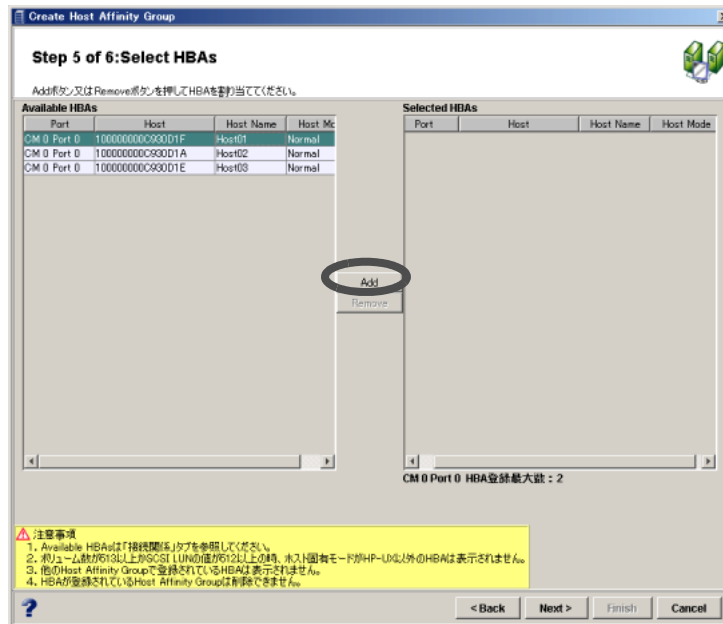 Create Host Affinity Group
Step 5 of 6:Select HBAs
Addボタン又はRemoveボタンを押してHBAを割り当ててください。
Available HBAs
Port Host Host Name Host Mc
CM 0 Port 0 100000000C930D1F Host01 Normal
CM 0 Port 0 100000000C930D1A Host02 Normal
CM 0 Port 0 100000000C930D1E Host03 Normal
Add
Remove
Selected HBAs
Port Host Host Name Host Mode
CM 0 Port 0 HBA登録最大数：2
注意事項
1. Available HBAsは「接続関係」タブを参照してください。
2. ボリューム数が513以上かSCSI LUNの値が512以上の時、ホスト固有モードがHP-UX以外のHBAは表示されません。
3. 他のHost Affinity Groupで登録されているHBAは表示されません。
4. HBAが登録されているHost Affinity Groupは削除できません。
?
< Back Next > Finish Cancel